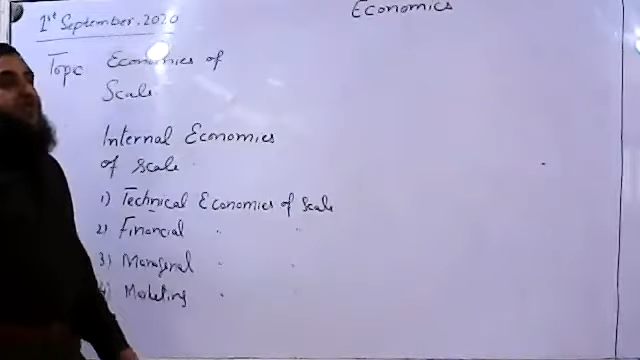 1st September, 2020
Economics
Topic Economies of
Scale.
Internal Economies
of Scale
1) Technical Economies of Scale
2) Financial " "
3) Managerial " "
4) Marketing " "